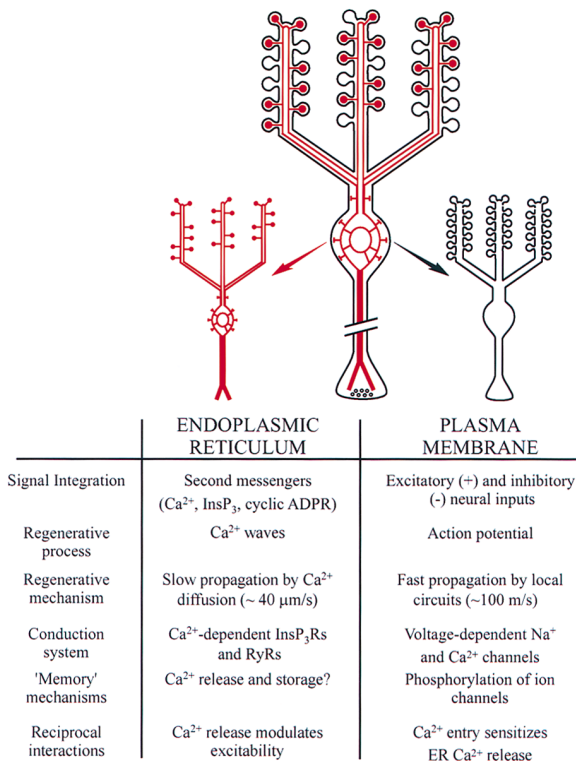 ENDOPLASMIC RETICULUM
PLASMA MEMBRANE
Signal Integration
Second messengers
(Ca²⁺, InsP₃, cyclic ADPR)
Excitatory (+) and inhibitory
(-) neural inputs
Regenerative
process
Ca²⁺ waves
Action potential
Regenerative
mechanism
Slow propagation by Ca²⁺
diffusion (~ 40 μm/s)
Fast propagation by local
circuits (~100 m/s)
Conduction
system
Ca²⁺-dependent InsP₃Rs
and RyRs
Voltage-dependent Na⁺
and Ca²⁺ channels
'Memory'
mechanisms
Ca²⁺ release and storage?
Phosphorylation of ion
channels
Reciprocal
interactions
Ca²⁺ release modulates
excitability
Ca²⁺ entry sensitizes
ER Ca²⁺ release